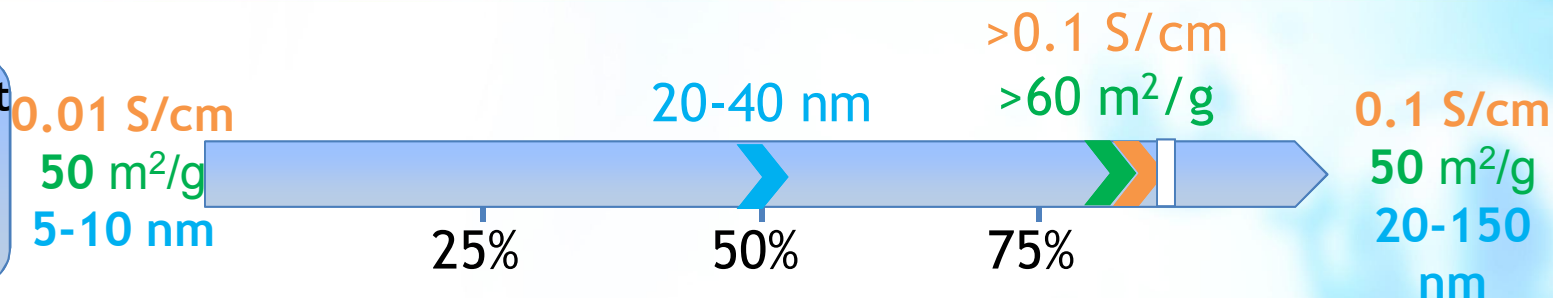 t
0.01 S/cm
50 m²/g
5-10 nm
20-40 nm
>0.1 S/cm
>60 m²/g
25%
50%
75%
0.1 S/cm
50 m²/g
20-150
nm